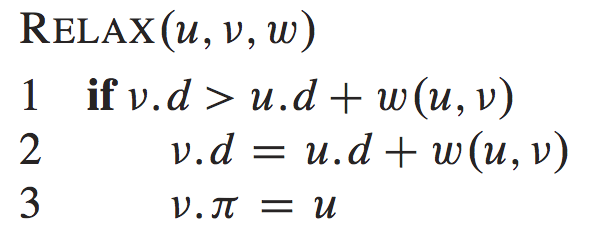 RELAX(u, v, w)
1 if v.d > u.d + w(u, v)
2 v.d = u.d + w(u, v)
3 v.π = u